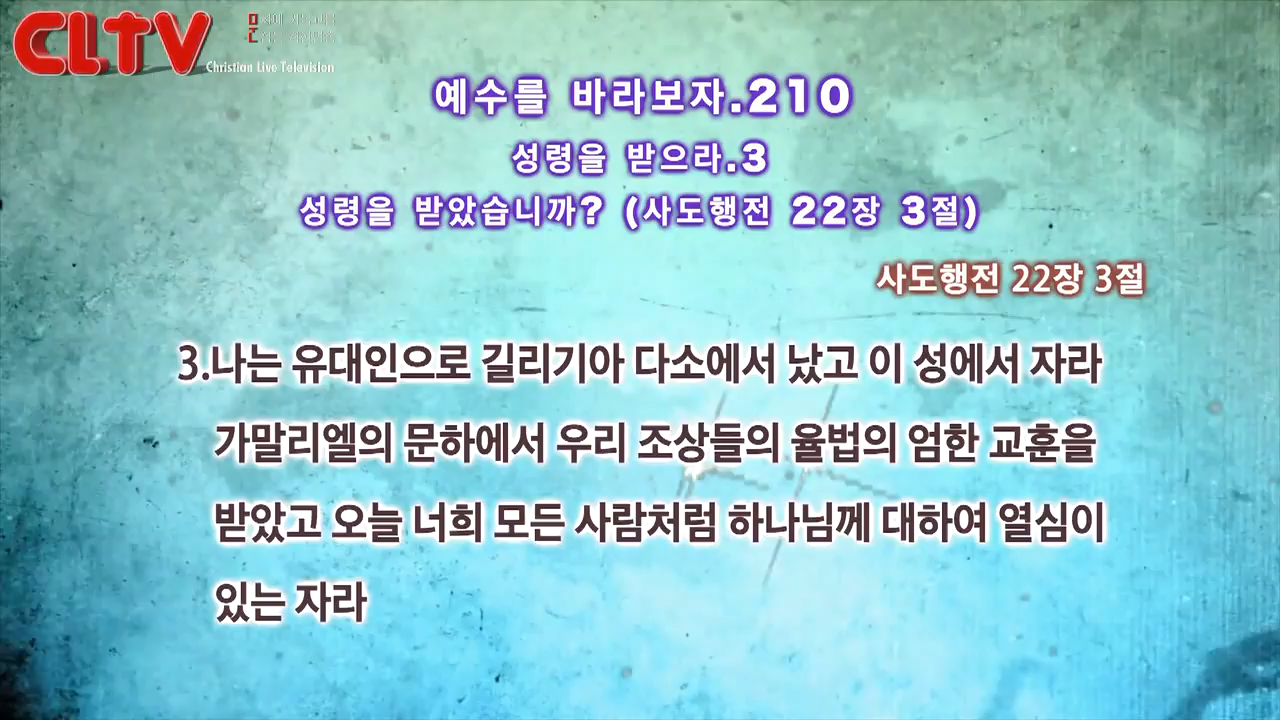 CLTV
Christian Live Television
예수를 바라보자.210
성령을 받으라.3
성령을 받았습니까? (사도행전 22장 3절)
사도행전 22장 3절
3.나는 유대인으로 길리기아 다소에서 났고 이 성에서 자라
가말리엘의 문하에서 우리 조상들의 율법의 엄한 교훈을
받았고 오늘 너희 모든 사람처럼 하나님께 대하여 열심이
있는 자라